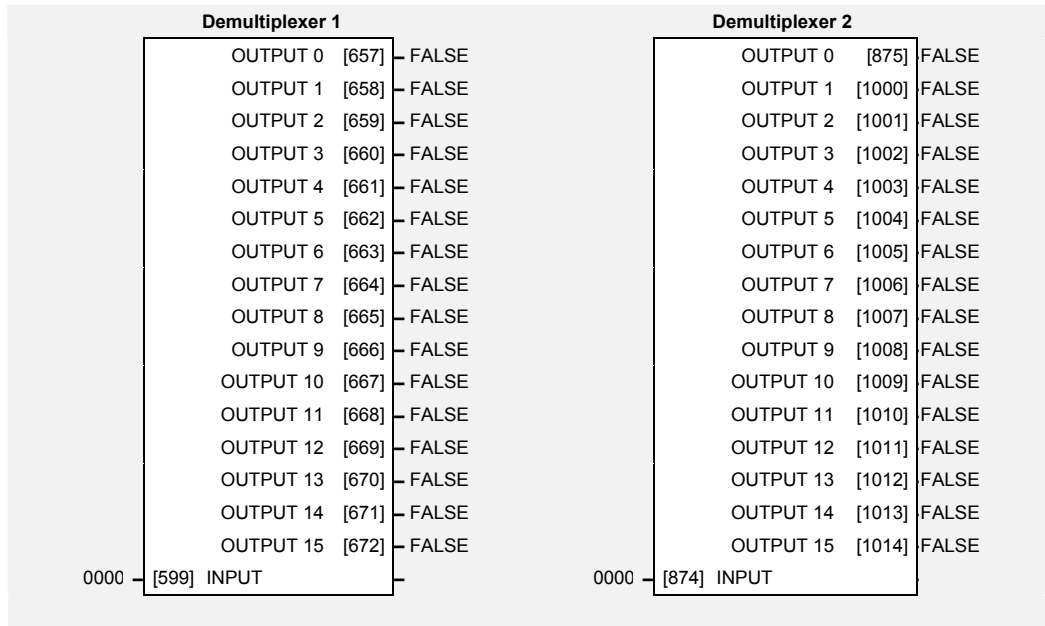 Demultiplexer 1
OUTPUT 0 [657] FALSE
OUTPUT 1 [658] FALSE
OUTPUT 2 [659] FALSE
OUTPUT 3 [660] FALSE
OUTPUT 4 [661] FALSE
OUTPUT 5 [662] FALSE
OUTPUT 6 [663] FALSE
OUTPUT 7 [664] FALSE
OUTPUT 8 [665] FALSE
OUTPUT 9 [666] FALSE
OUTPUT 10 [667] FALSE
OUTPUT 11 [668] FALSE
OUTPUT 12 [669] FALSE
OUTPUT 13 [670] FALSE
OUTPUT 14 [671] FALSE
OUTPUT 15 [672] FALSE
0000 [599] INPUT
Demultiplexer 2
OUTPUT 0 [875] FALSE
OUTPUT 1 [1000] FALSE
OUTPUT 2 [1001] FALSE
OUTPUT 3 [1002] FALSE
OUTPUT 4 [1003] FALSE
OUTPUT 5 [1004] FALSE
OUTPUT 6 [1005] FALSE
OUTPUT 7 [1006] FALSE
OUTPUT 8 [1007] FALSE
OUTPUT 9 [1008] FALSE
OUTPUT 10 [1009] FALSE
OUTPUT 11 [1010] FALSE
OUTPUT 12 [1011] FALSE
OUTPUT 13 [1012] FALSE
OUTPUT 14 [1013] FALSE
OUTPUT 15 [1014] FALSE
0000 [874] INPUT